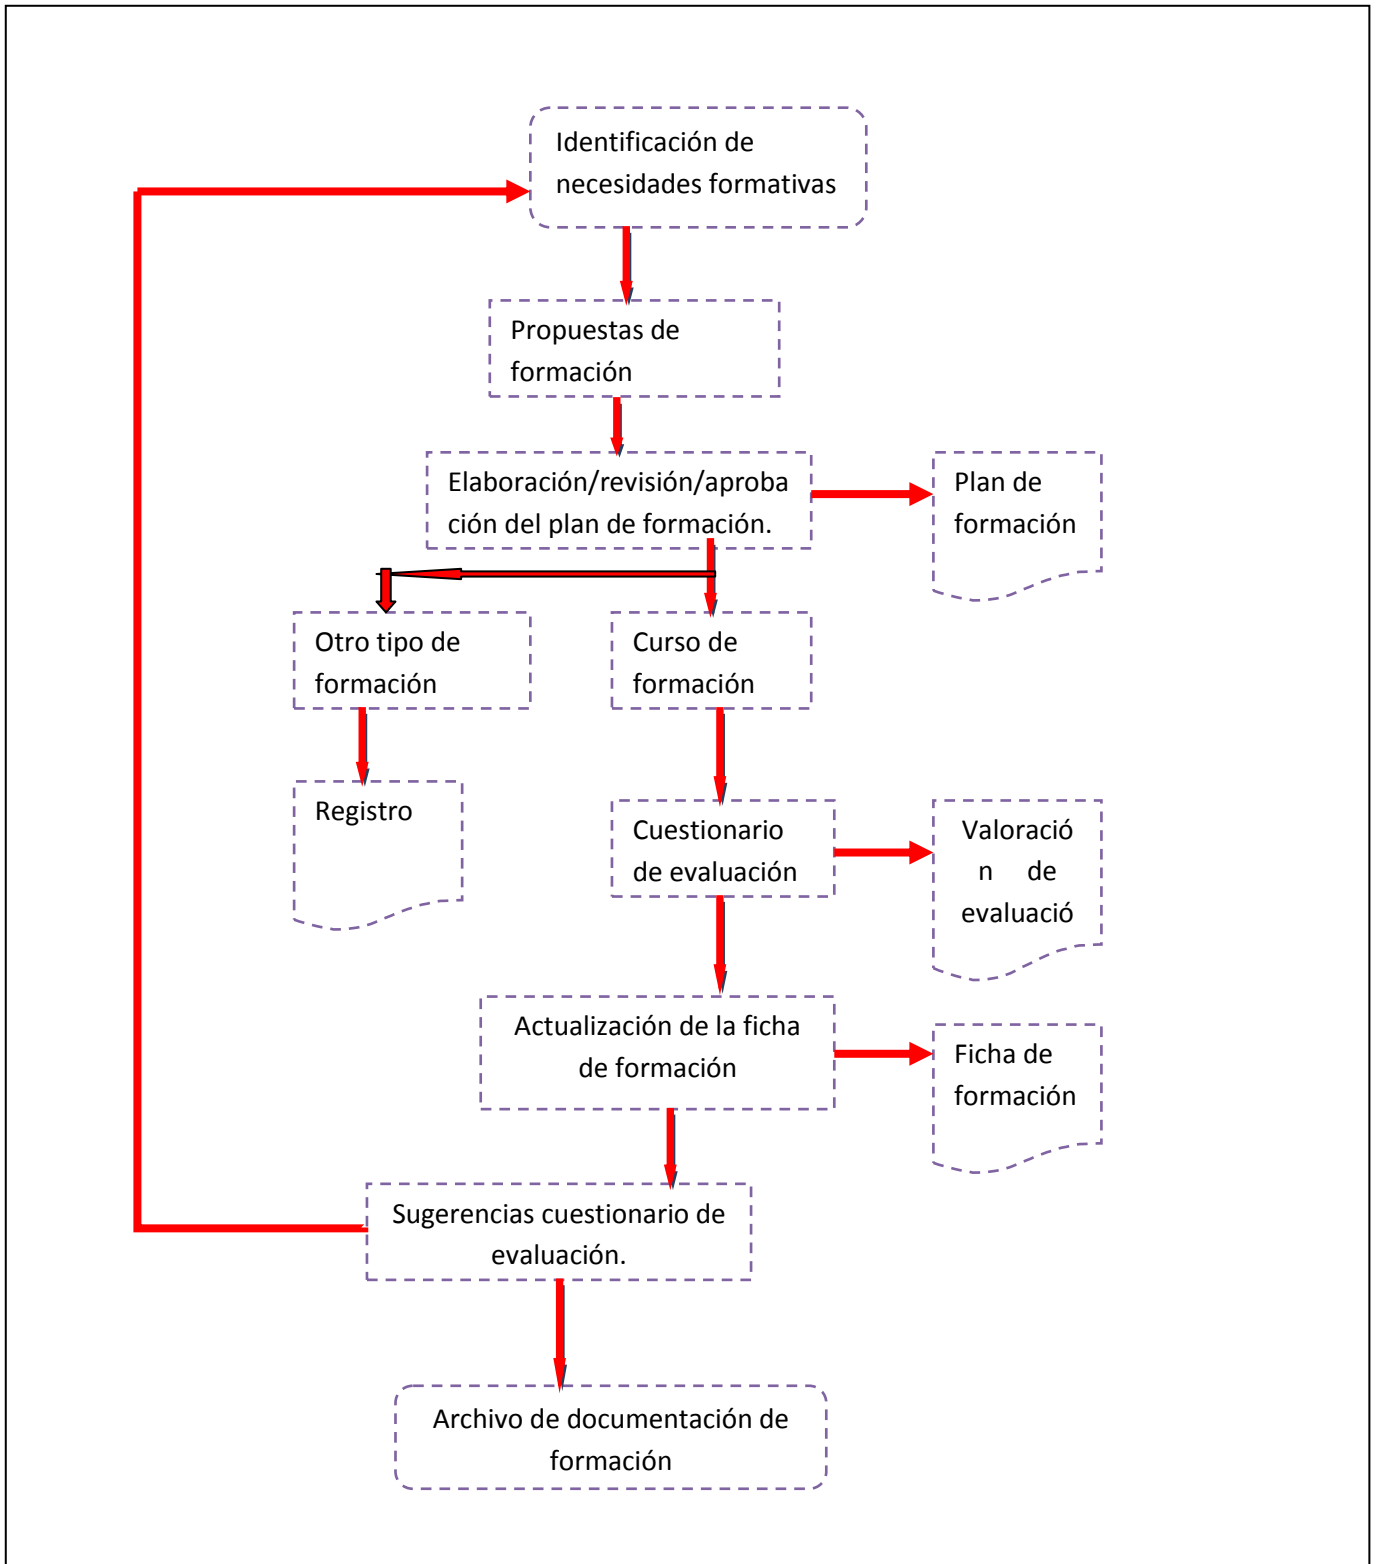 Identificación de
necesidades formativas
Propuestas de
formación
Elaboración/revisión/aproba
ción del plan de formación.
Plan de
formación
Otro tipo de
formación
Curso de
formación
Registro
Cuestionario
de evaluación
Valoració
n de
evaluació
Actualización de la ficha
de formación
Ficha de
formación
Sugerencias cuestionario de
evaluación.
Archivo de documentación de
formación